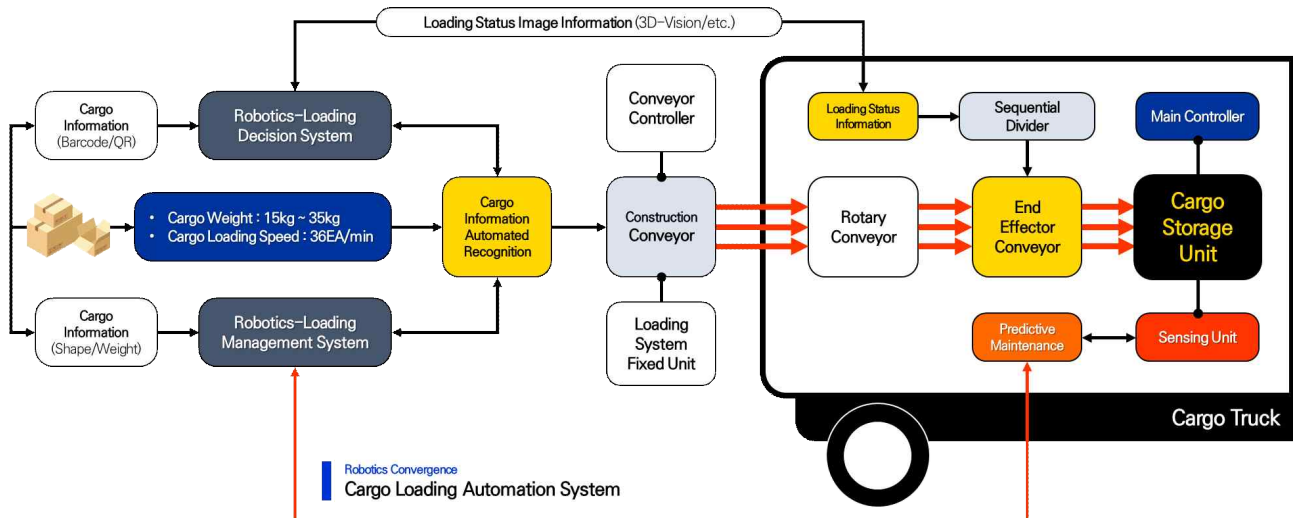 Loading Status Image Information (3D-Vision/etc.)
Cargo
Information
(Barcode/QR)
Robotics-Loading
Decision System
Conveyor
Controller
Loading Status
Information
Sequential
Divider
Main Controller
• Cargo Weight : 15kg ~ 35kg
• Cargo Loading Speed : 36EA/min
Cargo
Information
Automated
Recognition
Construction
Conveyor
Rotary
Conveyor
End
Effector
Conveyor
Cargo
Storage
Unit
Cargo
Information
(Shape/Weight)
Robotics-Loading
Management System
Loading
System
Fixed Unit
Predictive
Maintenance
Sensing Unit
Cargo Truck
Robotics Convergence
Cargo Loading Automation System